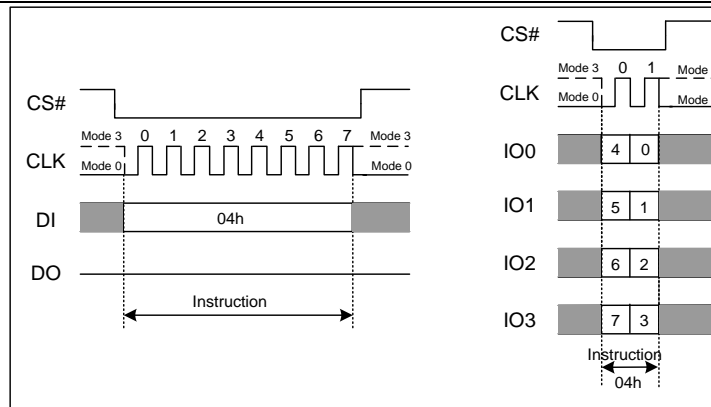 CS#
Mode 3 0 1 2 3 4 5 6 7 Mode 3
CLK
Mode 0 Mode 0
DI 04h
DO
Instruction
CS#
Mode 3 0 1 Mode
CLK
Mode 0 Mode
IO0 4 0
IO1 5 1
IO2 6 2
IO3 7 3
Instruction
04h